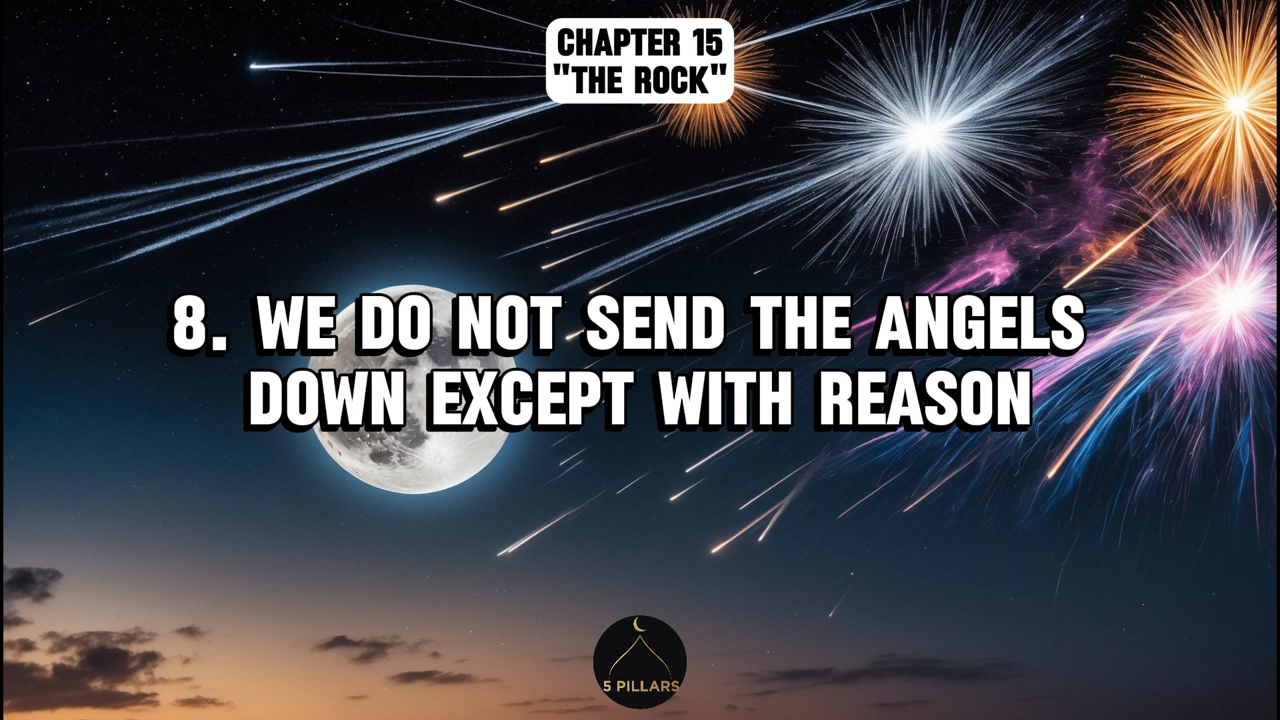 CHAPTER 15
"THE ROCK"
8. WE DO NOT SEND THE ANGELS
DOWN EXCEPT WITH REASON
5 PILLARS